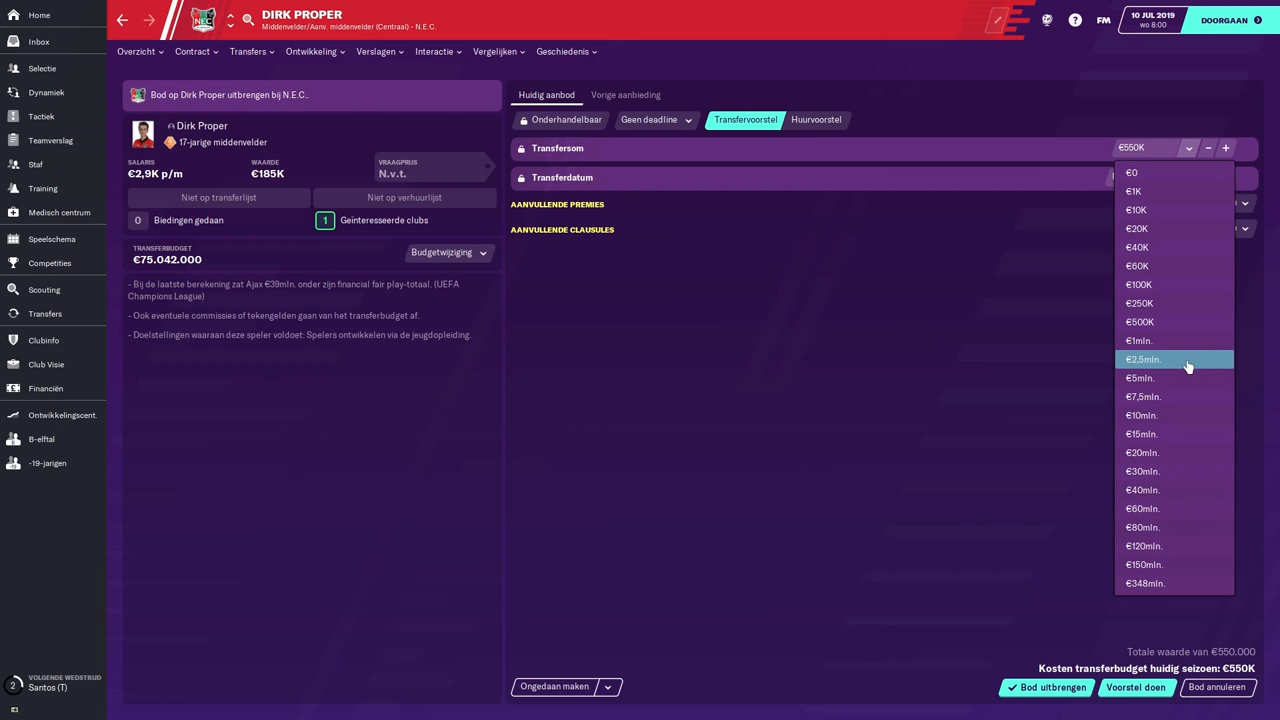 Home
Inbox
Selectie
Dynamiek
Tactiek
Teamverslag
Staf
Training
Medisch centrum
Speelschema
Competities
Scouting
Transfers
Clubinfo
Club Visie
Financiën
Ontwikkelingscent.
B-elftal
-19-jarigen
2
VOLGENDE WEDSTRIJD
Santos (T)
NEC
DIRK PROPER
Middenvelder/Aanv. middenvelder (Centraal) - N.E.C.
FM
10 JUL 2019
wo 8:00
DOORGAAN
Overzicht
Contract
Transfers
Ontwikkeling
Verslagen
Interactie
Vergelijken
Geschiedenis
Bod op Dirk Proper uitbrengen bij N.E.C..
Dirk Proper
17-jarige middenvelder
SALARIS
€2,9K p/m
WAARDE
€185K
VRAAGPRIJS
N.v.t.
Niet op transferlijst
Niet op verhuurlijst
0 Biedingen gedaan
1 Geïnteresseerde clubs
TRANSFERBUDGET
€75.042.000
Budgetwijziging
- Bij de laatste berekening zat Ajax €39mln. onder zijn financial fair play-totaal. (UEFA
Champions League)
- Ook eventuele commissies of tekengelden gaan van het transferbudget af.
- Doelstellingen waaraan deze speler voldoet: Spelers ontwikkelen via de jeugdopleiding.
Huidig aanbod
Vorige aanbieding
Onderhandelbaar
Geen deadline
Transfervoorstel
Huurvoorstel
Transfersom
€550K
Transferdatum
AANVULLENDE PREMIES
AANVULLENDE CLAUSULES
€0
€1K
€10K
€20K
€40K
€60K
€100K
€250K
€500K
€1mln.
€2,5mln.
€5mln.
€7,5mln.
€10mln.
€15mln.
€20mln.
€30mln.
€40mln.
€60mln.
€80mln.
€120mln.
€150mln.
€348mln.
Totale waarde van €550.000
Kosten transferbudget huidig seizoen: €550K
Ongedaan maken
Bod uitbrengen
Voorstel doen
Bod annuleren